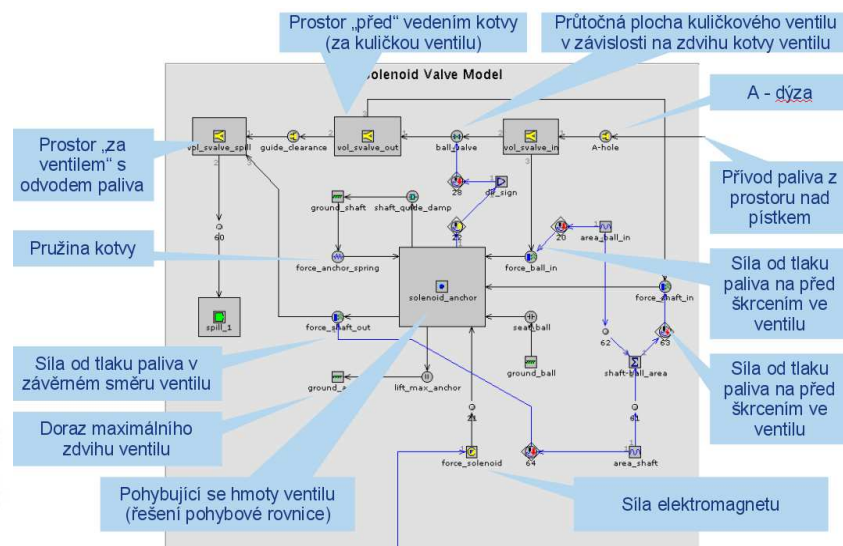 Prostor „před“ vedením kotvy
(za kuličkou ventilu)
Průtočná plocha kuličkového ventilu
v závislosti na zdvihu kotvy ventilu
Solenoid Valve Model
A - dýza
Prostor „za
ventilem“ s
odvodem paliva
vol_svalve_spill
guide_clearance
vol_svalve_out
ball_valve
vol_svalve_in
A-hole
Přívod paliva z
prostoru nad
pístkem
28
dp_sign
ground_shaft
shaft_guide_damp
22
20
area_ball_in
60
Pružina kotvy
force_anchor_spring
force_ball_in
Síla od tlaku
paliva na před
škrcením ve
ventilu
solenoid_anchor
force_shaft_in
spill_1
force_shaft_out
seat_ball
62
63
Síla od tlaku paliva v
závěrném směru ventilu
shaft-ball_area
Síla od tlaku
paliva na před
škrcením ve
ventilu
lift_max_anchor
ground_ball
Doraz maximálního
zdvihu ventilu
21
61
force_solenoid
64
area_shaft
Pohybující se hmoty ventilu
(řešení pohybové rovnice)
Síla elektromagnetu